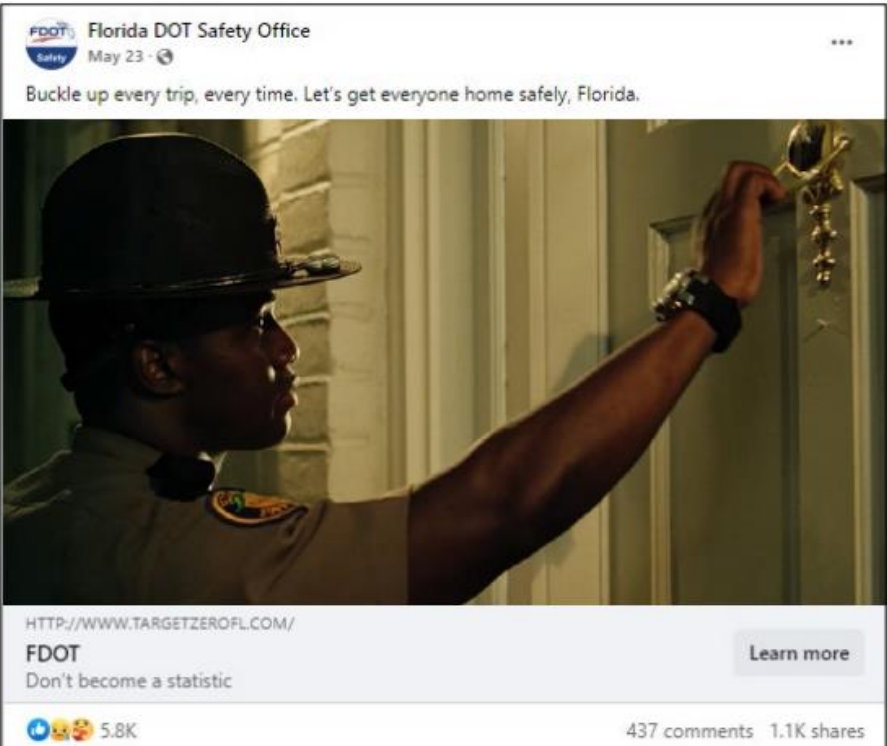 FDOT
Safety
Florida DOT Safety Office
May 23
Buckle up every trip, every time. Let's get everyone home safely, Florida.
HTTP://WWW.TARGETZEROFL.COM/
FDOT
Learn more
Don't become a statistic
5.8K
437 comments 1.1K shares